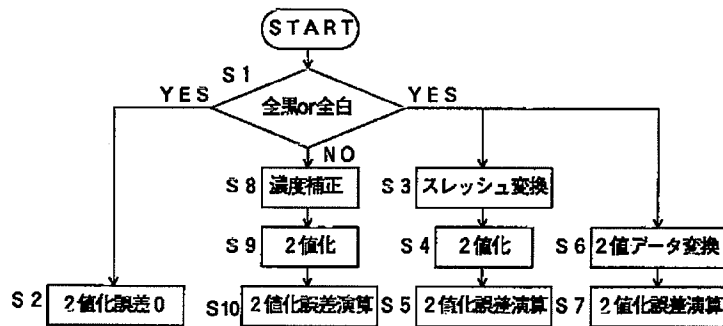 START
S1
YES
全黒or全白
YES
NO
S8 濃度補正
S3 スレッシュ変換
S9 2値化
S4 2値化
S6 2値データ変換
S2 2値化誤差0
S10 2値化誤差演算
S5 2値化誤差演算
S7 2値化誤差演算